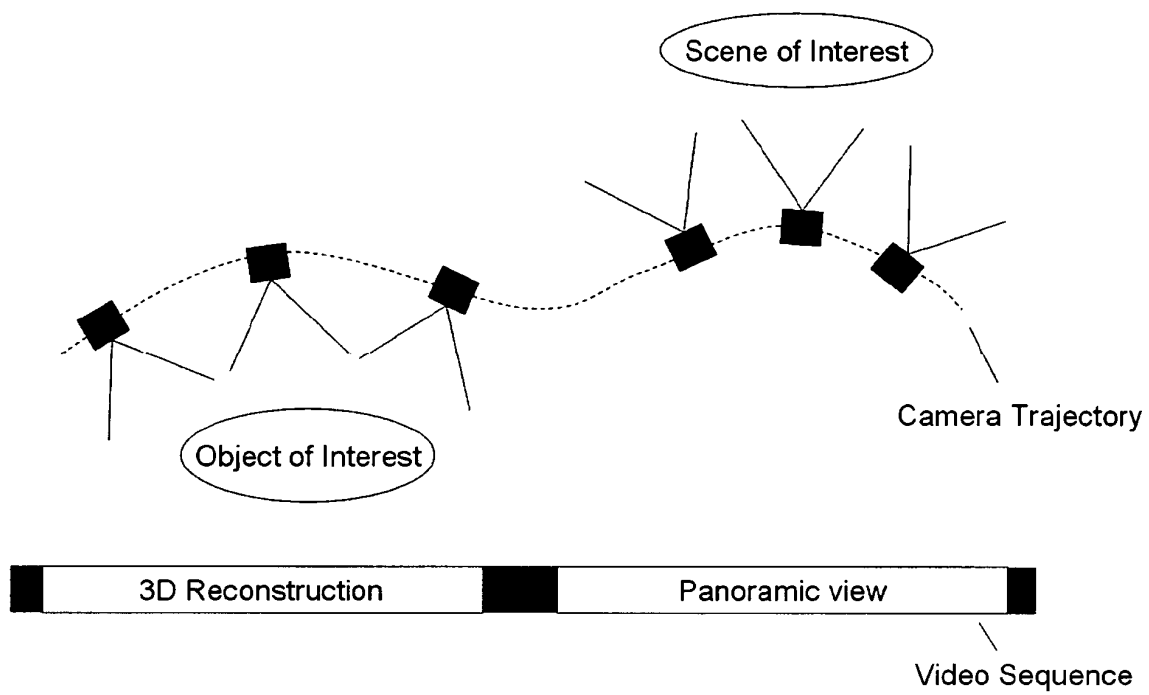 Scene of Interest
Camera Trajectory
Object of Interest
3D Reconstruction
Panoramic view
Video Sequence